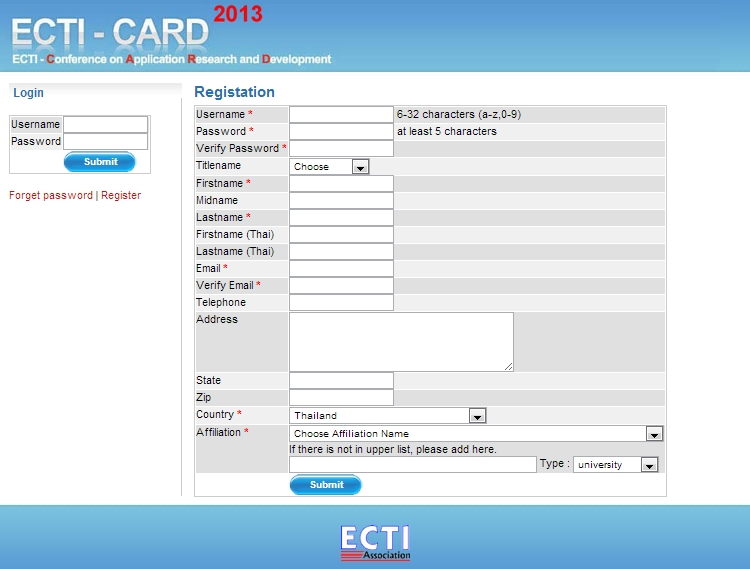 ECTI - CARD 2013
ECTI - Conference on Application Research and Development
Login
Username
Password
Submit
Forget password | Register
Registation
Username * 6-32 characters (a-z,0-9)
Password * at least 5 characters
Verify Password *
Titlename Choose
Firstname *
Midname
Lastname *
Firstname (Thai)
Lastname (Thai)
Email *
Verify Email *
Telephone
Address
State
Zip
Country * Thailand
Affiliation * Choose Affiliation Name
If there is not in upper list, please add here.
Type : university
Submit
ECTI
Association